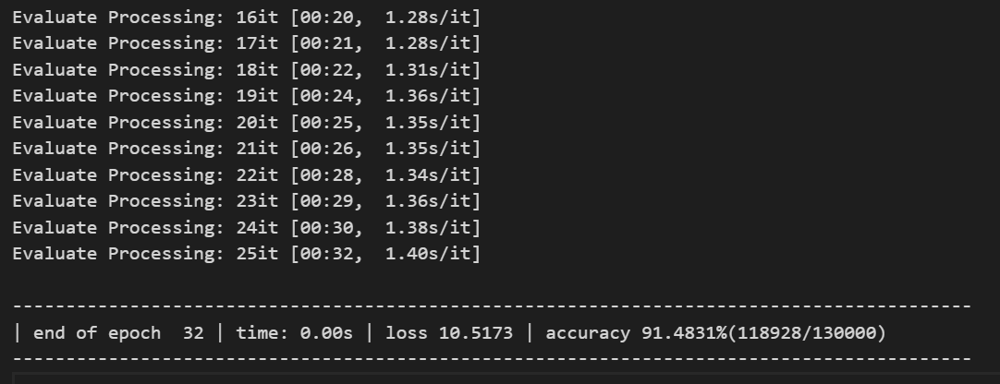 Evaluate Processing: 16it [00:20,  1.28s/it]
Evaluate Processing: 17it [00:21,  1.28s/it]
Evaluate Processing: 18it [00:22,  1.31s/it]
Evaluate Processing: 19it [00:24,  1.36s/it]
Evaluate Processing: 20it [00:25,  1.35s/it]
Evaluate Processing: 21it [00:26,  1.35s/it]
Evaluate Processing: 22it [00:28,  1.34s/it]
Evaluate Processing: 23it [00:29,  1.36s/it]
Evaluate Processing: 24it [00:30,  1.38s/it]
Evaluate Processing: 25it [00:32,  1.40s/it]
-----------------------------------------------------------------------------------------
| end of epoch  32 | time: 0.00s | loss 10.5173 | accuracy 91.4831%(118928/130000)
-----------------------------------------------------------------------------------------